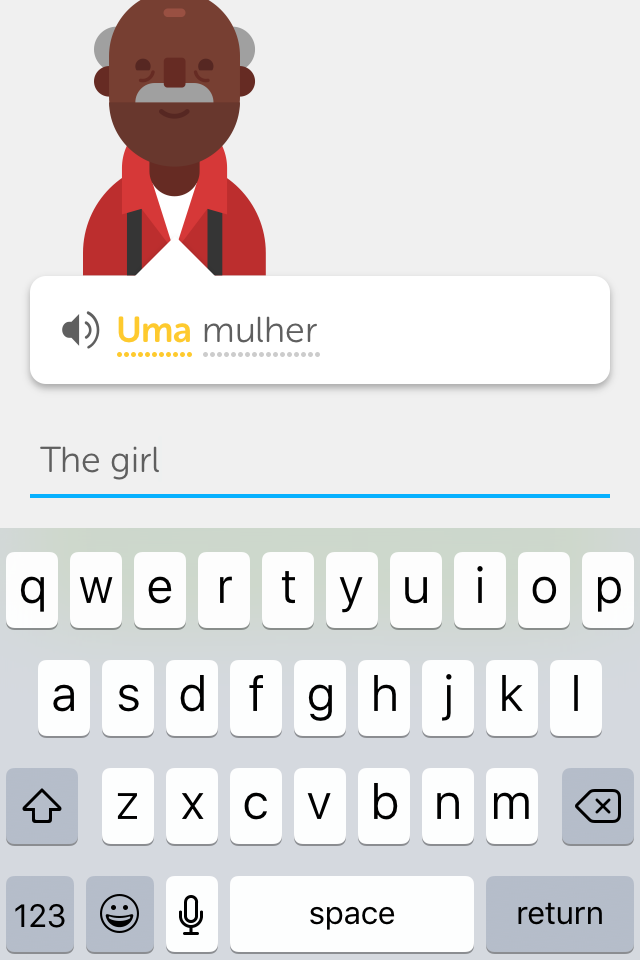 Uma mulher
The girl
q w e r t y u i o p
a s d f g h j k l
z x c v b n m
123 space return